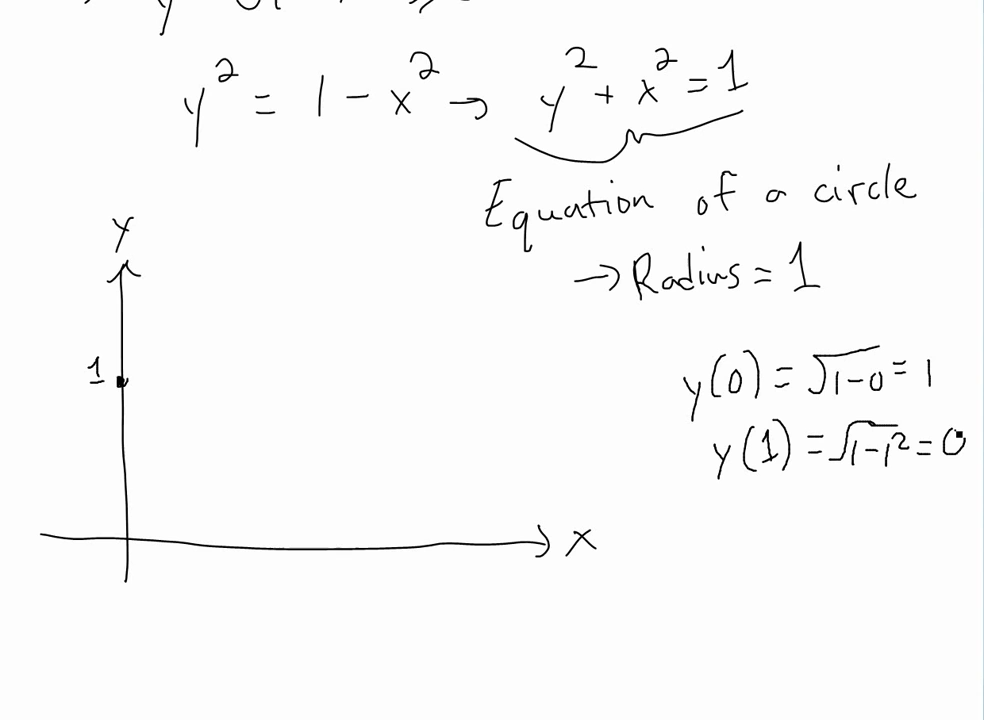 y² = 1 - x² → y² + x² = 1
Equation of a circle
→ Radius = 1
y
1
y(0) = √1-0 = 1
y(1) = √1-1² = 0
x